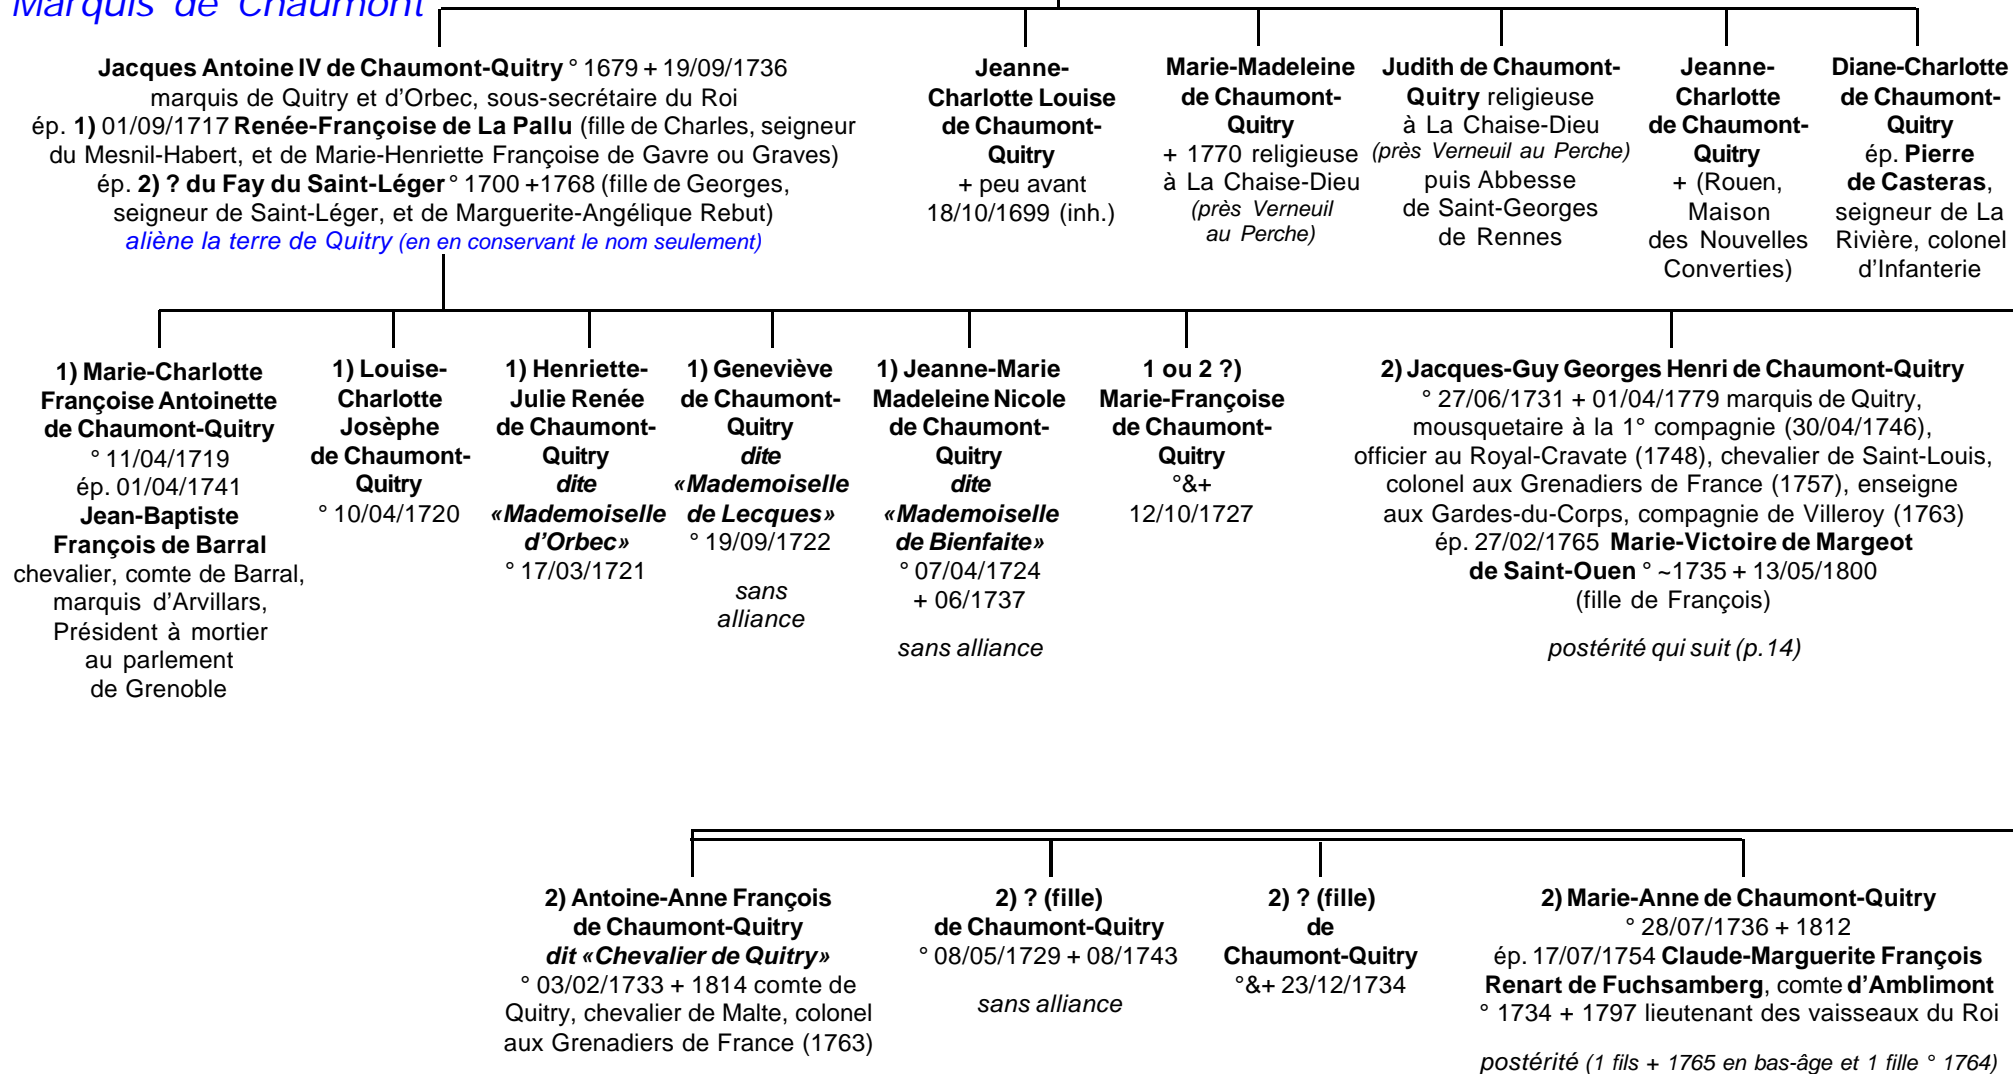 Marquis de Chaumont
Jacques Antoine IV de Chaumont-Quitry ° 1679 + 19/09/1736
marquis de Quitry et d'Orbec, sous-secrétaire du Roi
ép. 1) 01/09/1717 Renée-Françoise de La Pallu (fille de Charles, seigneur
du Mesnil-Habert, et de Marie-Henriette Françoise de Gavre ou Graves)
ép. 2) ? du Fay du Saint-Léger ° 1700 +1768 (fille de Georges,
seigneur de Saint-Léger, et de Marguerite-Angélique Rebut)
aliène la terre de Quitry (en en conservant le nom seulement)
Jeanne-
Charlotte Louise
de Chaumont-
Quitry
+ peu avant
18/10/1699 (inh.)
Marie-Madeleine
de Chaumont-
Quitry
+ 1770 religieuse
à La Chaise-Dieu
(près Verneuil
au Perche)
Judith de Chaumont-
Quitry religieuse
à La Chaise-Dieu
(près Verneuil au Perche)
puis Abbesse
de Saint-Georges
de Rennes
Jeanne-
Charlotte
de Chaumont-
Quitry
+ (Rouen,
Maison
des Nouvelles
Converties)
Diane-Charlotte
de Chaumont-
Quitry
ép. Pierre
de Casteras,
seigneur de La
Rivière, colonel
d'Infanterie
1) Marie-Charlotte
Françoise Antoinette
de Chaumont-Quitry
° 11/04/1719
ép. 01/04/1741
Jean-Baptiste
François de Barral
chevalier, comte de Barral,
marquis d'Arvillars,
Président à mortier
au parlement
de Grenoble
1) Louise-
Charlotte
Josèphe
de Chaumont-
Quitry
° 10/04/1720
1) Henriette-
Julie Renée
de Chaumont-
Quitry
dite
«Mademoiselle
d'Orbec»
° 17/03/1721
1) Geneviève
de Chaumont-
Quitry
dite
«Mademoiselle
de Lecques»
° 19/09/1722
sans
alliance
1) Jeanne-Marie
Madeleine Nicole
de Chaumont-
Quitry
dite
«Mademoiselle
de Bienfaite»
° 07/04/1724
+ 06/1737
sans alliance
1 ou 2 ?)
Marie-Françoise
de Chaumont-
Quitry
°&+
12/10/1727
2) Jacques-Guy Georges Henri de Chaumont-Quitry
° 27/06/1731 + 01/04/1779 marquis de Quitry,
mousquetaire à la 1° compagnie (30/04/1746),
officier au Royal-Cravate (1748), chevalier de Saint-Louis,
colonel aux Grenadiers de France (1757), enseigne
aux Gardes-du-Corps, compagnie de Villeroy (1763)
ép. 27/02/1765 Marie-Victoire de Margeot
de Saint-Ouen ° ~1735 + 13/05/1800
(fille de François)
postérité qui suit (p.14)
2) Antoine-Anne François
de Chaumont-Quitry
dit «Chevalier de Quitry»
° 03/02/1733 + 1814 comte de
Quitry, chevalier de Malte, colonel
aux Grenadiers de France (1763)
2) ? (fille)
de Chaumont-Quitry
° 08/05/1729 + 08/1743
sans alliance
2) ? (fille)
de
Chaumont-Quitry
°&+ 23/12/1734
2) Marie-Anne de Chaumont-Quitry
° 28/07/1736 + 1812
ép. 17/07/1754 Claude-Marguerite François
Renart de Fuchsamberg, comte d'Amblimont
° 1734 + 1797 lieutenant des vaisseaux du Roi
postérité (1 fils + 1765 en bas-âge et 1 fille ° 1764)